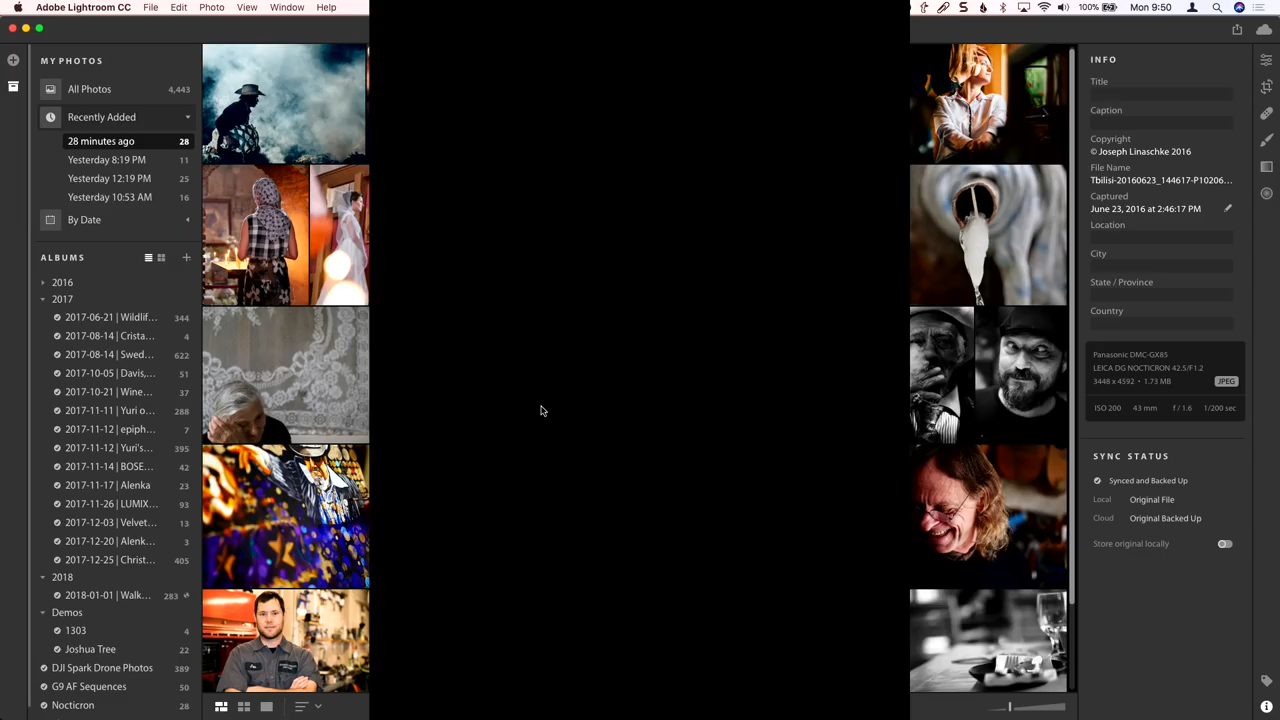 Adobe Lightroom CC File Edit Photo View Window Help 100% Mon 9:50
MY PHOTOS
All Photos 4,443
Recently Added
28 minutes ago 28
Yesterday 8:19 PM 11
Yesterday 12:19 PM 25
Yesterday 10:53 AM 16
By Date
ALBUMS
2016
2017
2017-06-21 | Wildlif... 344
2017-08-14 | Crista... 4
2017-08-14 | Swed... 622
2017-10-05 | Davis,... 51
2017-10-21 | Wine... 37
2017-11-11 | Yuri o... 288
2017-11-12 | epiph... 7
2017-11-12 | Yuri's... 395
2017-11-14 | BOSE... 42
2017-11-17 | Alenka 23
2017-11-26 | LUMIX... 93
2017-12-03 | Velvet... 13
2017-12-20 | Alenk... 3
2017-12-25 | Christ... 405
2018
2018-01-01 | Walk... 283
Demos
1303 4
Joshua Tree 22
DJI Spark Drone Photos 389
G9 AF Sequences 50
Nocticron 28
INFO
Title
Caption
Copyright
© Joseph Linaschke 2016
File Name
Tbilisi-20160623_144617-P10206...
Captured
June 23, 2016 at 2:46:17 PM
Location
City
State / Province
Country
Panasonic DMC-GX85
LEICA DG NOCTICRON 42.5/F1.2
3448 x 4592 • 1.73 MB JPEG
ISO 200 43 mm f / 1.6 1/200 sec
SYNC STATUS
Synced and Backed Up
Local Original File
Cloud Original Backed Up
Store original locally